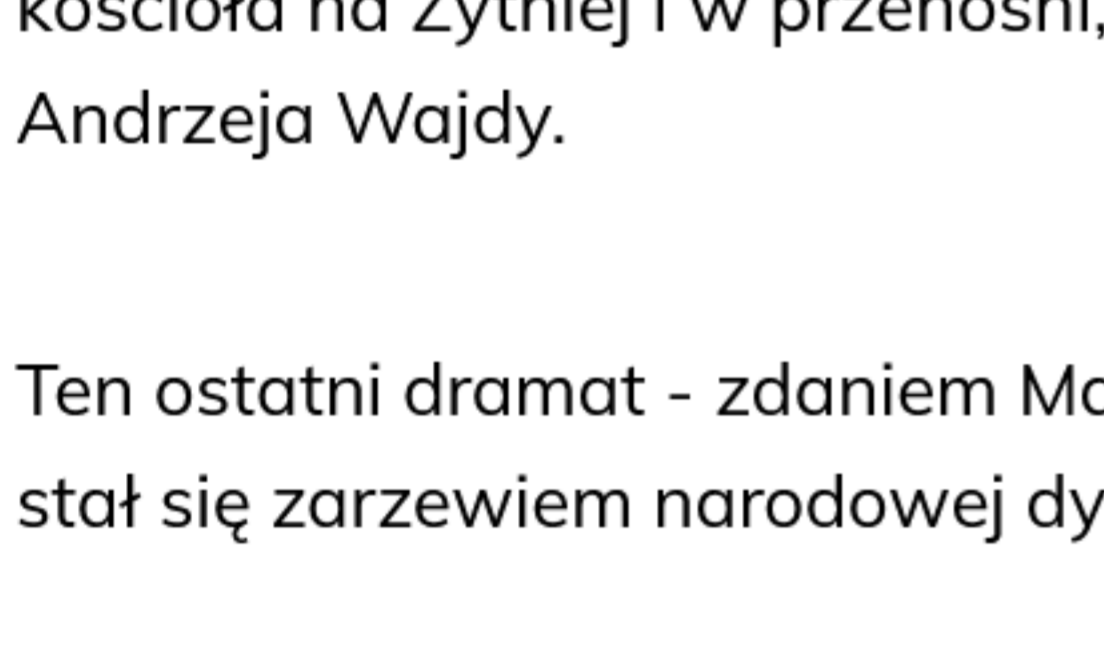 kościoła na Żytniej i w przenośni,
Andrzeja Wajdy.
Ten ostatni dramat - zdaniem
stał się zarzewiem narodowej